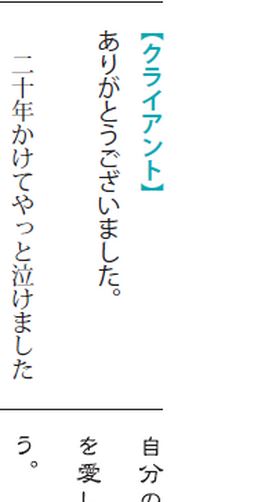 【クライアント】
ありがとうございました。
二十年かけてやっと泣けました
自分の
を愛し
う。